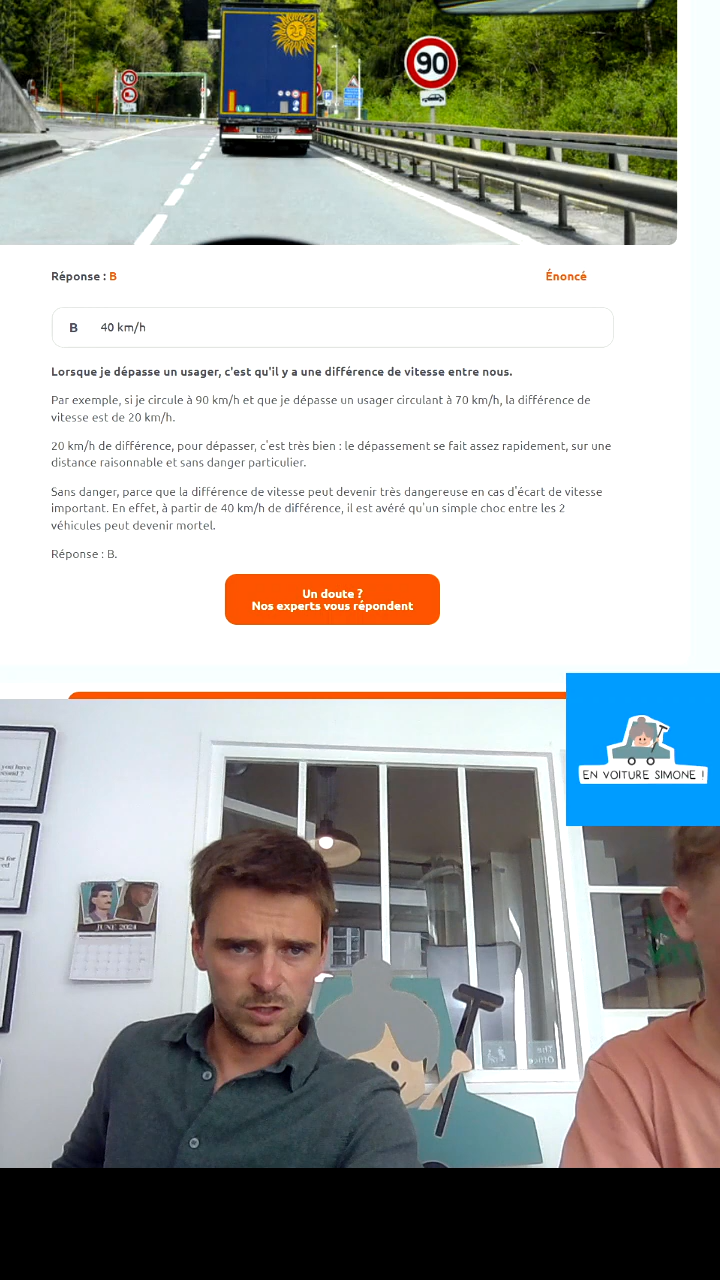 70
90
Réponse : B
Énoncé
B 40 km/h
Lorsque je dépasse un usager, c'est qu'il y a une différence de vitesse entre nous.
Par exemple, si je circule à 90 km/h et que je dépasse un usager circulant à 70 km/h, la différence de
vitesse est de 20 km/h.
20 km/h de différence, pour dépasser, c'est très bien : le dépassement se fait assez rapidement, sur une
distance raisonnable et sans danger particulier.
Sans danger, parce que la différence de vitesse peut devenir très dangereuse en cas d'écart de vitesse
important. En effet, à partir de 40 km/h de différence, il est avéré qu'un simple choc entre les 2
véhicules peut devenir mortel.
Réponse : B.
Un doute ?
Nos experts vous répondent
EN VOITURE SIMONE !
you have
JUNE 2024
The
Office